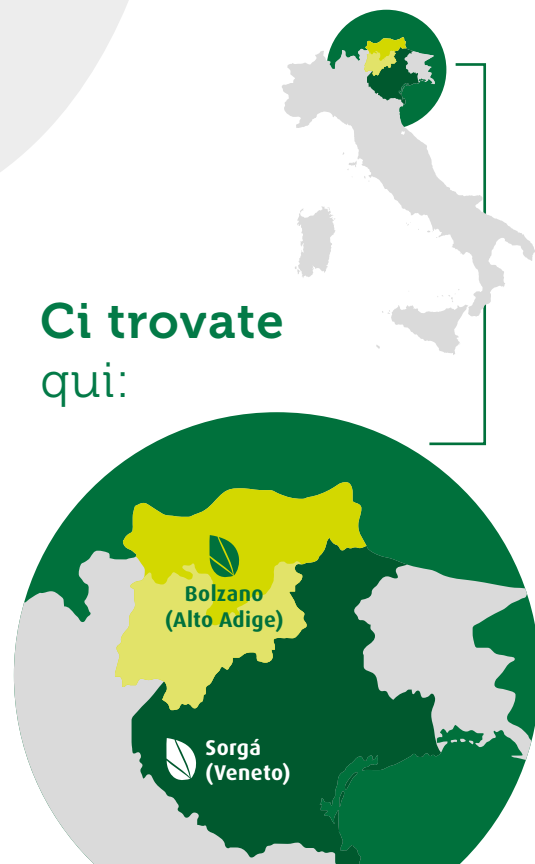 Ci trovate
qui:
Bolzano
(Alto Adige)
Sorgá
(Veneto)